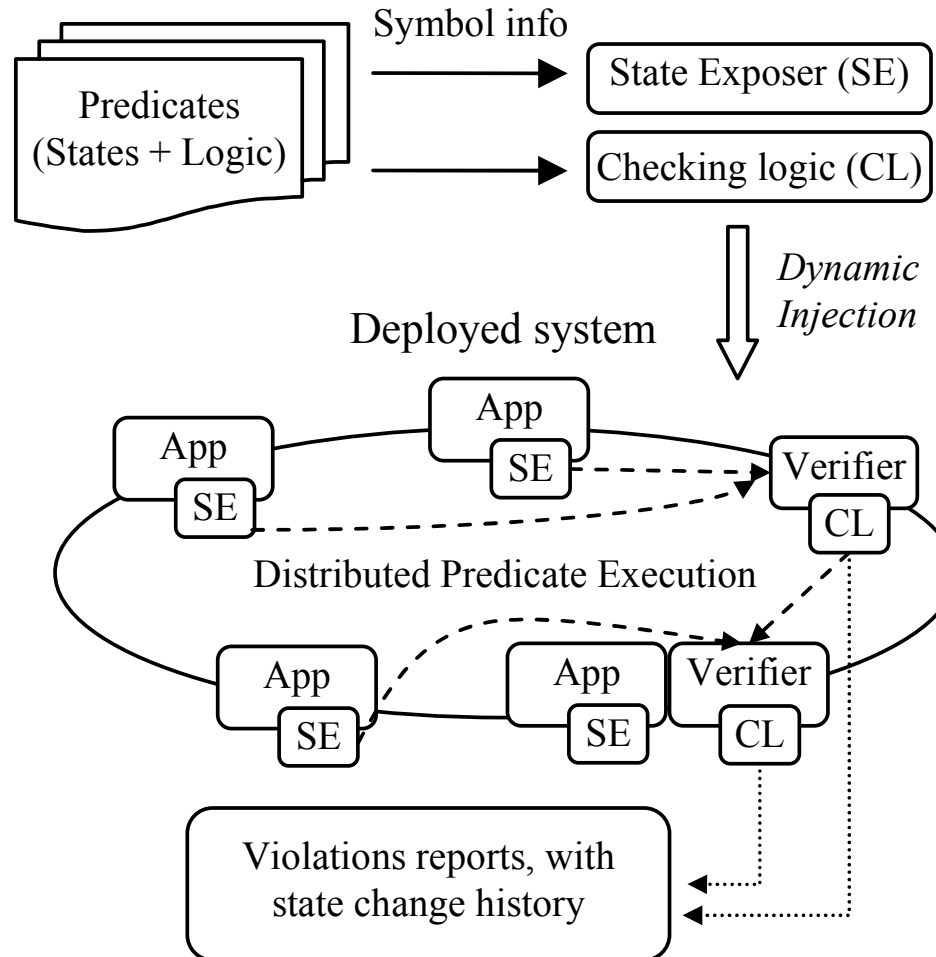 Symbol info
Predicates
(States + Logic)
State Exposer (SE)
Checking logic (CL)
Dynamic
Injection
Deployed system
App
SE
App
SE
Verifier
CL
Distributed Predicate Execution
App
SE
App
SE
Verifier
CL
Violations reports, with
state change history